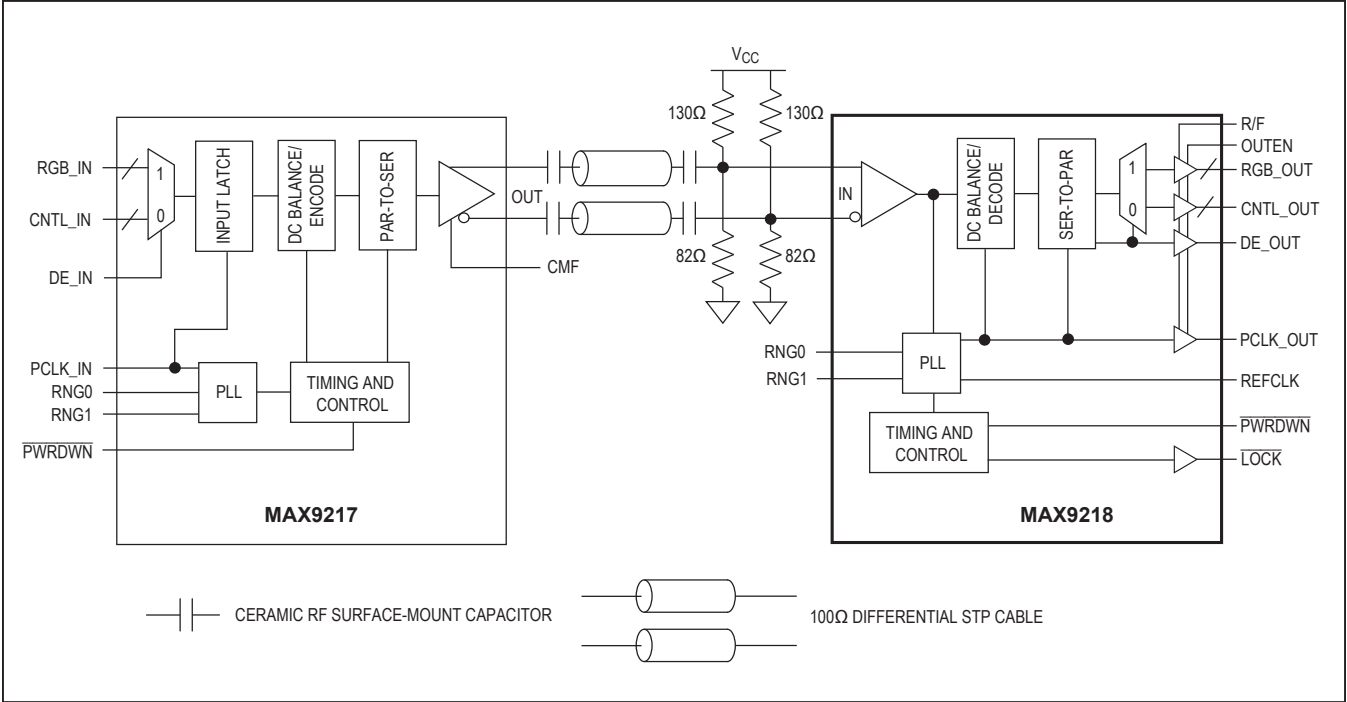 VCC
130Ω
130Ω
82Ω
82Ω
RGB_IN
CNTL_IN
DE_IN
PCLK_IN
RNG0
RNG1
PWRDWN
1
0
INPUT LATCH
DC BALANCE/
ENCODE
PAR-TO-SER
PLL
TIMING AND
CONTROL
OUT
CMF
MAX9217
IN
DC BALANCE/
DECODE
SER-TO-PAR
1
0
RNG0
RNG1
PLL
TIMING AND
CONTROL
R/F
OUTEN
RGB_OUT
CNTL_OUT
DE_OUT
PCLK_OUT
REFCLK
PWRDWN
LOCK
MAX9218
CERAMIC RF SURFACE-MOUNT CAPACITOR
100Ω DIFFERENTIAL STP CABLE